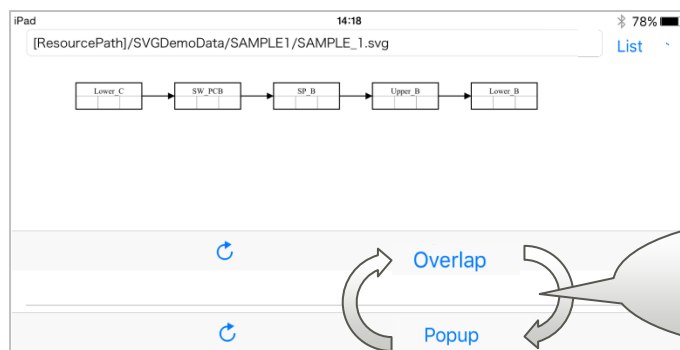 iPad 14:18 78%
[ResourcePath]/SVGDemoData/SAMPLE1/SAMPLE_1.svg
List
Lower_C SW_PCB SP_B Upper_B Lower_B
Overlap
Popup